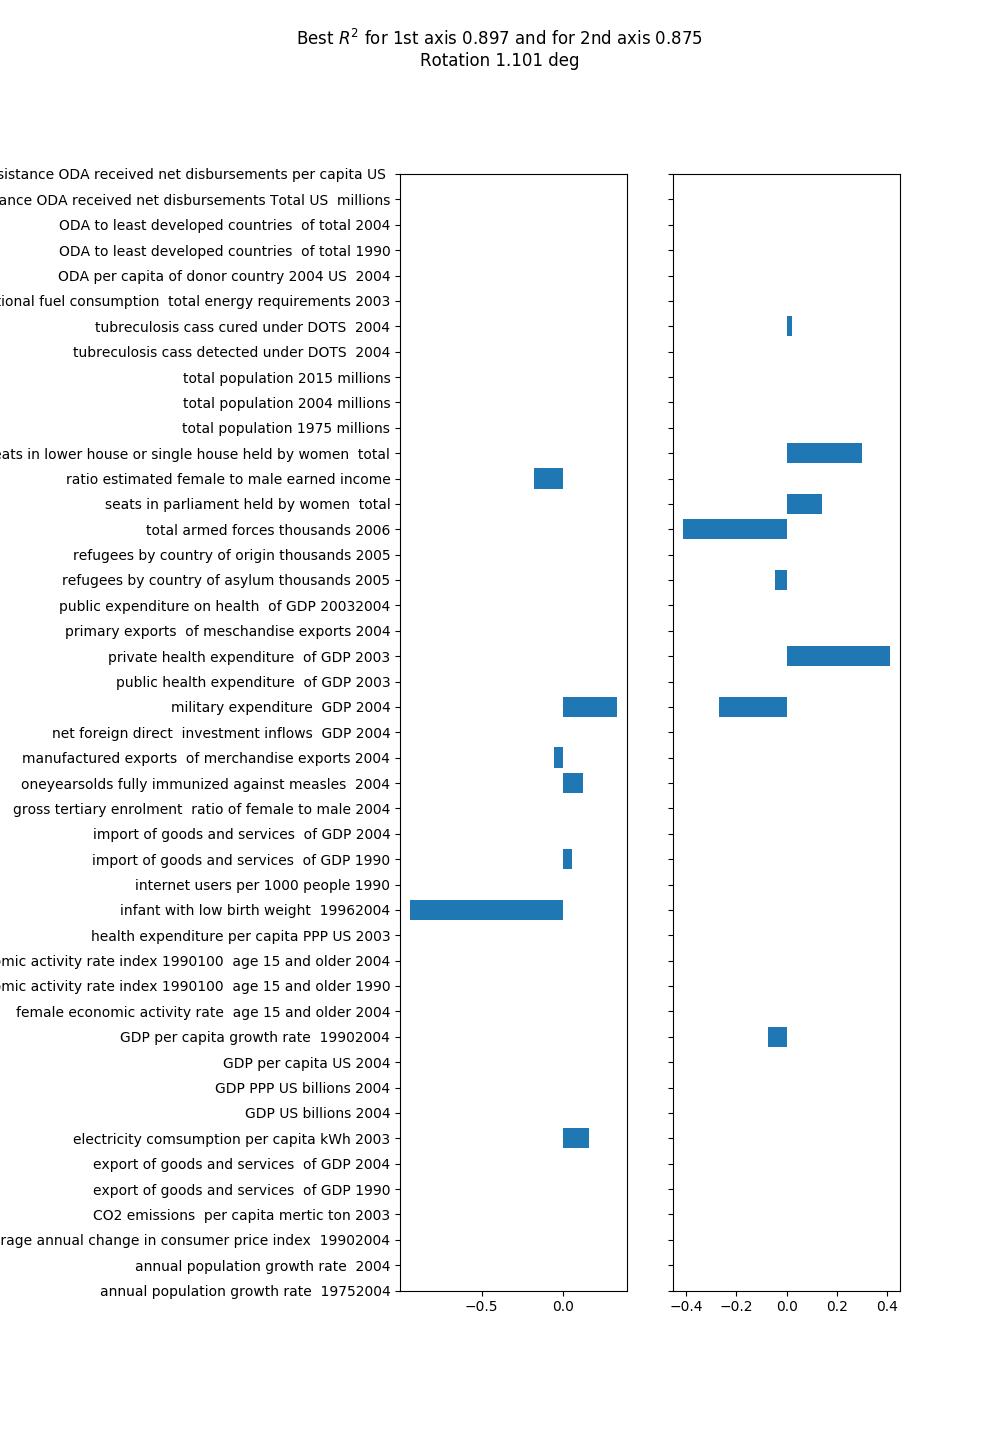 Best R² for 1st axis 0.897 and for 2nd axis 0.875
Rotation 1.101 deg
sistance ODA received net disbursements per capita US
ance ODA received net disbursements Total US  millions
ODA to least developed countries  of total 2004
ODA to least developed countries  of total 1990
ODA per capita of donor country 2004 US  2004
tional fuel consumption  total energy requirements 2003
tubreculosis cass cured under DOTS  2004
tubreculosis cass detected under DOTS  2004
total population 2015 millions
total population 2004 millions
total population 1975 millions
eats in lower house or single house held by women  total
ratio estimated female to male earned income
seats in parliament held by women  total
total armed forces thousands 2006
refugees by country of origin thousands 2005
refugees by country of asylum thousands 2005
public expenditure on health  of GDP 20032004
primary exports  of meschandise exports 2004
private health expenditure  of GDP 2003
public health expenditure  of GDP 2003
military expenditure  GDP 2004
net foreign direct  investment inflows  GDP 2004
manufactured exports  of merchandise exports 2004
oneyearsolds fully immunized against measles  2004
gross tertiary enrolment  ratio of female to male 2004
import of goods and services  of GDP 2004
import of goods and services  of GDP 1990
internet users per 1000 people 1990
infant with low birth weight  19962004
health expenditure per capita PPP US 2003
omic activity rate index 1990100  age 15 and older 2004
omic activity rate index 1990100  age 15 and older 1990
female economic activity rate  age 15 and older 2004
GDP per capita growth rate  19902004
GDP per capita US 2004
GDP PPP US billions 2004
GDP US billions 2004
electricity comsumption per capita kWh 2003
export of goods and services  of GDP 2004
export of goods and services  of GDP 1990
CO2 emissions  per capita mertic ton 2003
rage annual change in consumer price index  19902004
annual population growth rate  2004
annual population growth rate  19752004
−0.5 0.0
−0.4 −0.2 0.0 0.2 0.4